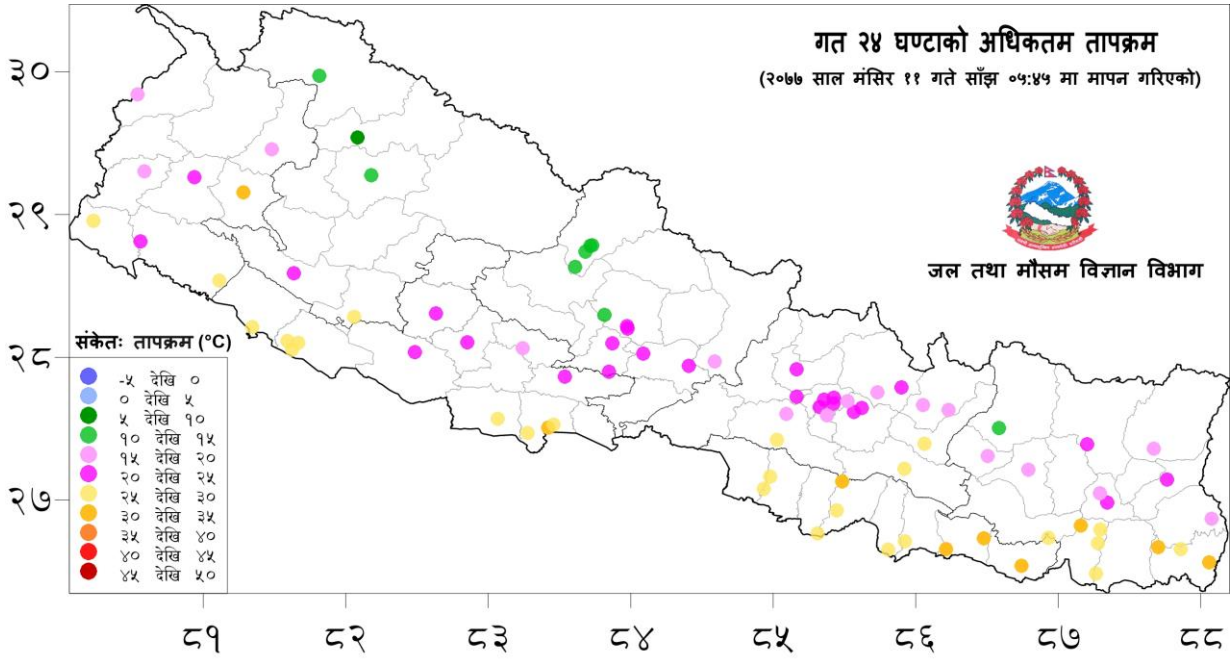 गत २४ घण्टाको अधिकतम तापक्रम
(२०७७ साल मंसिर ११ गते साँझ ०५:४५ मा मापन गरिएको)
जल तथा मौसम विज्ञान विभाग
३०
२९
२८
२७
संकेतः तापक्रम (°C)
-५ देखि ०
० देखि ५
५ देखि १०
१० देखि १५
१५ देखि २०
२० देखि २५
२५ देखि ३०
३० देखि ३५
३५ देखि ४०
४० देखि ४५
४५ देखि ५०
८१ ८२ ८३ ८४ ८५ ८६ ८७ ८८